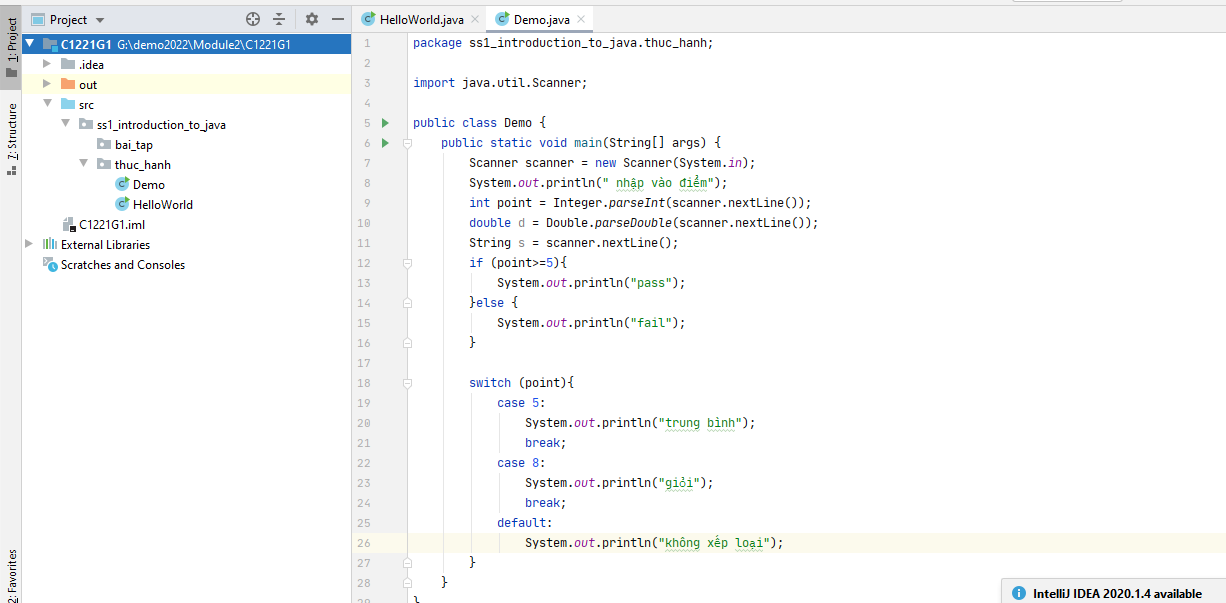 Project
HelloWorld.java
Demo.java
1: Project
7: Structure
2: Favorites
C1221G1 G:\demo2022\Module2\C1221G1
.idea
out
src
ss1_introduction_to_java
bai_tap
thuc_hanh
Demo
HelloWorld
C1221G1.iml
External Libraries
Scratches and Consoles
1 package ss1_introduction_to_java.thuc_hanh;
2
3 import java.util.Scanner;
4
5 public class Demo {
6 public static void main(String[] args) {
7 Scanner scanner = new Scanner(System.in);
8 System.out.println(" nhập vào điểm");
9 int point = Integer.parseInt(scanner.nextLine());
10 double d = Double.parseDouble(scanner.nextLine());
11 String s = scanner.nextLine();
12 if (point>=5){
13 System.out.println("pass");
14 }else {
15 System.out.println("fail");
16 }
17
18 switch (point){
19 case 5:
20 System.out.println("trung bình");
21 break;
22 case 8:
23 System.out.println("giỏi");
24 break;
25 default:
26 System.out.println("không xếp loại");
27 }
28 }
29 }
IntelliJ IDEA 2020.1.4 available